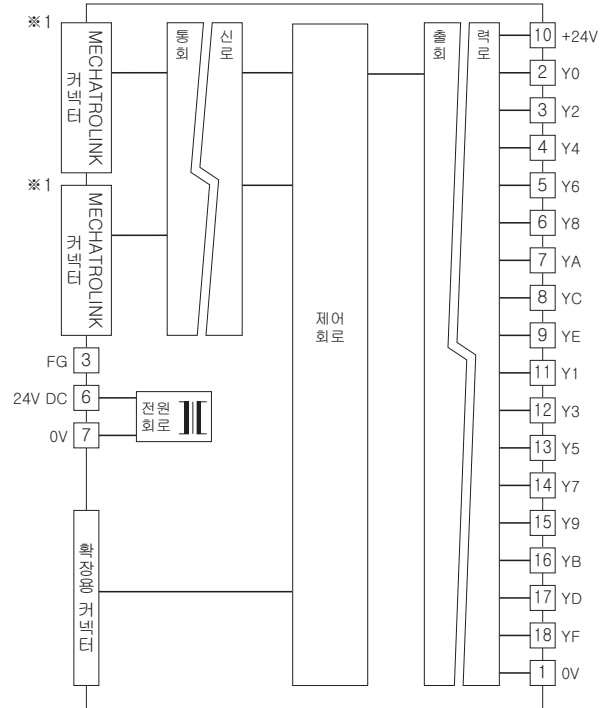 ※1
MECHATROLINK
커넥터
※1
MECHATROLINK
커넥터
FG 3
24V DC 6
0V 7
전원
회로
확장용 커넥터
통신
회로
제어
회로
출력
회로
10 +24V
2 Y0
3 Y2
4 Y4
5 Y6
6 Y8
7 YA
8 YC
9 YE
11 Y1
12 Y3
13 Y5
14 Y7
15 Y9
16 YB
17 YD
18 YF
1 0V